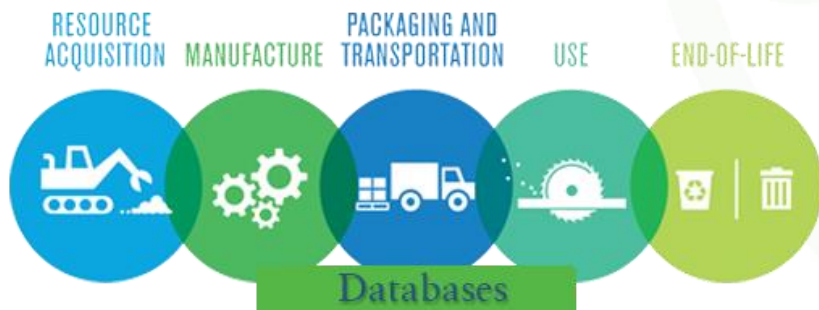 RESOURCE
ACQUISITION
MANUFACTURE
PACKAGING AND
TRANSPORTATION
USE
END-OF-LIFE
Databases